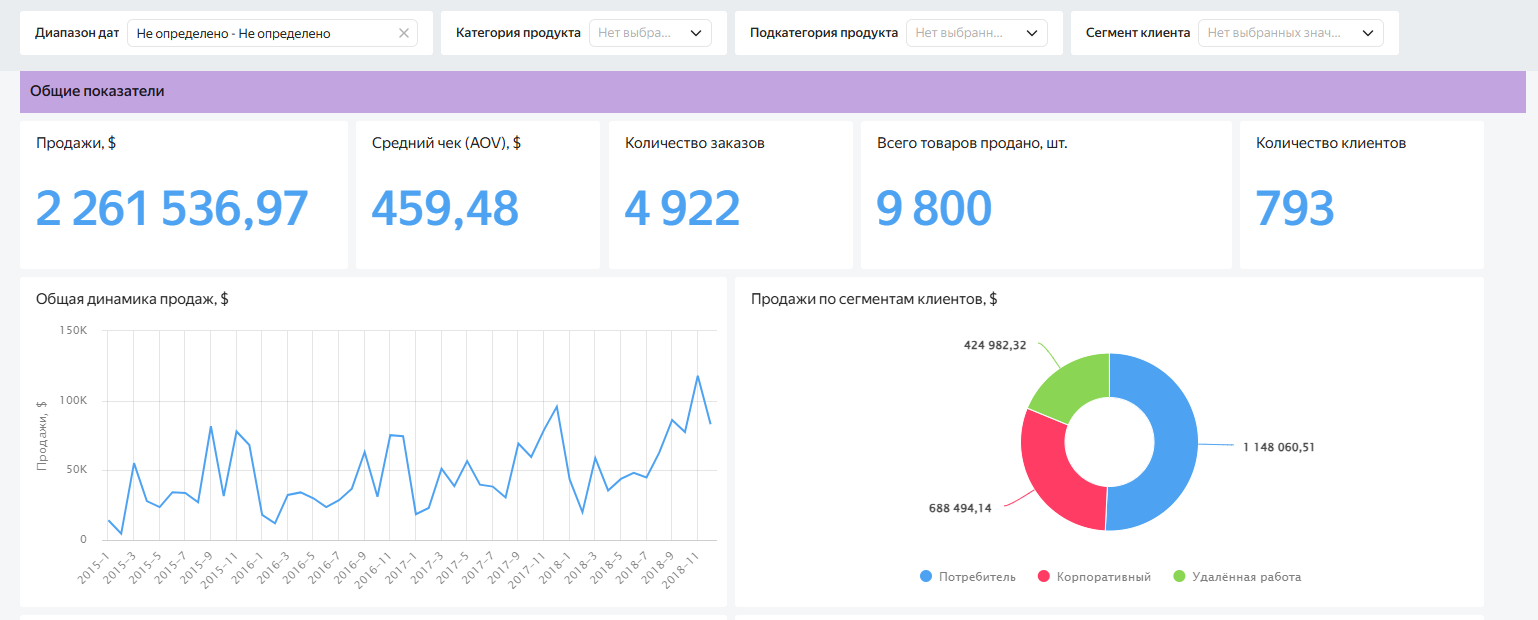 Диапазон дат Не определено - Не определено Категория продукта Нет выбра... Подкатегория продукта Нет выбранн... Сегмент клиента Нет выбранных знач...
Общие показатели
Продажи, $ Средний чек (AOV), $ Количество заказов Всего товаров продано, шт. Количество клиентов
2 261 536,97 459,48 4 922 9 800 793
Общая динамика продаж, $
150K
100K
50K
0
Продажи, $
2015-1 2015-3 2015-5 2015-7 2015-9 2015-11 2016-1 2016-3 2016-5 2016-7 2016-9 2016-11 2017-1 2017-3 2017-5 2017-7 2017-9 2017-11 2018-1 2018-3 2018-5 2018-7 2018-9 2018-11
Продажи по сегментам клиентов, $
424 982,32
1 148 060,51
688 494,14
Потребитель Корпоративный Удалённая работа